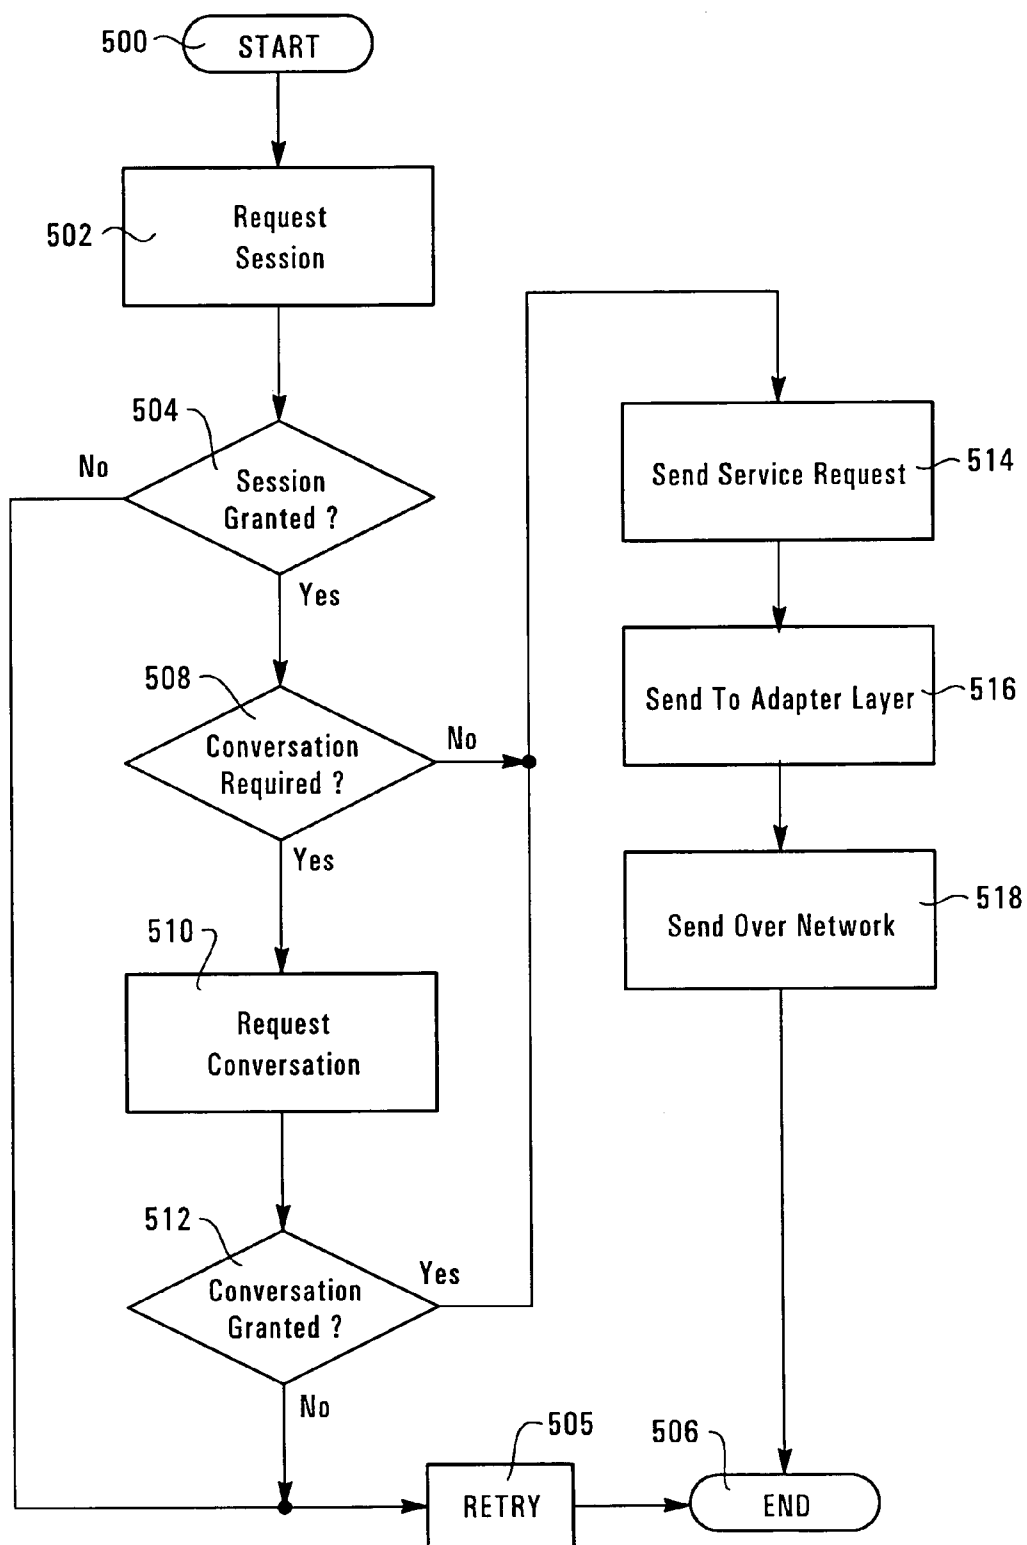 500
START
502
Request
Session
504
No
Session
Granted ?
Yes
508
Conversation
Required ?
No
Yes
510
Request
Conversation
512
Conversation
Granted ?
Yes
No
505
RETRY
506
END
Send Service Request
514
Send To Adapter Layer
516
Send Over Network
518